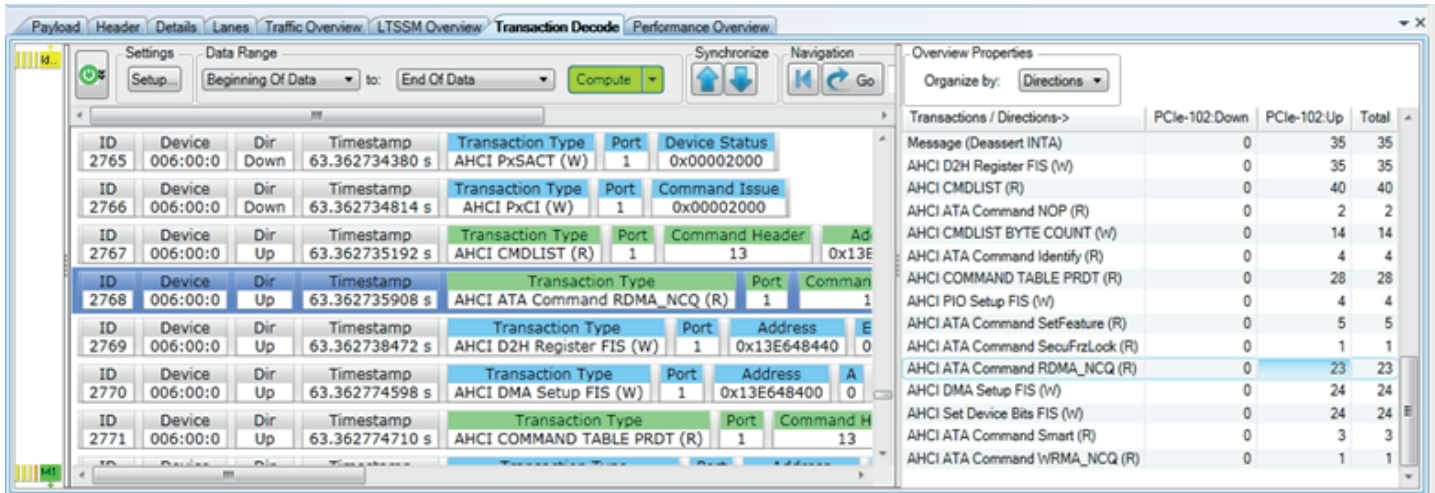 Payload Header Details Lanes Traffic Overview LTSSM Overview Transaction Decode Performance Overview
Id..
Settings Data Range Synchronize Navigation
Setup... Beginning Of Data to: End Of Data Compute Go
Overview Properties
Organize by: Directions
ID Device Dir Timestamp Transaction Type Port Device Status
2765 006:00:0 Down 63.362734380 s AHCI PxSACT (W) 1 0x00002000
ID Device Dir Timestamp Transaction Type Port Command Issue
2766 006:00:0 Down 63.362734814 s AHCI PxCI (W) 1 0x00002000
ID Device Dir Timestamp Transaction Type Port Command Header Ad
2767 006:00:0 Up 63.362735192 s AHCI CMDLIST (R) 1 13 0x13E
ID Device Dir Timestamp Transaction Type Port Comman
2768 006:00:0 Up 63.362735908 s AHCI ATA Command RDMA_NCQ (R) 1 1
ID Device Dir Timestamp Transaction Type Port Address E
2769 006:00:0 Up 63.362738472 s AHCI D2H Register FIS (W) 1 0x13E648440 0
ID Device Dir Timestamp Transaction Type Port Address A
2770 006:00:0 Up 63.362774598 s AHCI DMA Setup FIS (W) 1 0x13E648400 0
ID Device Dir Timestamp Transaction Type Port Command H
2771 006:00:0 Up 63.362774710 s AHCI COMMAND TABLE PRDT (R) 1 13
M1
Transactions / Directions-> PCIe-102:Down PCIe-102:Up Total
Message (Deassert INTA) 0 35 35
AHCI D2H Register FIS (W) 0 35 35
AHCI CMDLIST (R) 0 40 40
AHCI ATA Command NOP (R) 0 2 2
AHCI CMDLIST BYTE COUNT (W) 0 14 14
AHCI ATA Command Identify (R) 0 4 4
AHCI COMMAND TABLE PRDT (R) 0 28 28
AHCI PIO Setup FIS (W) 0 4 4
AHCI ATA Command SetFeature (R) 0 5 5
AHCI ATA Command SecuFrzLock (R) 0 1 1
AHCI ATA Command RDMA_NCQ (R) 0 23 23
AHCI DMA Setup FIS (W) 0 24 24
AHCI Set Device Bits FIS (W) 0 24 24
AHCI ATA Command Smart (R) 0 3 3
AHCI ATA Command WRMA_NCQ (R) 0 1 1